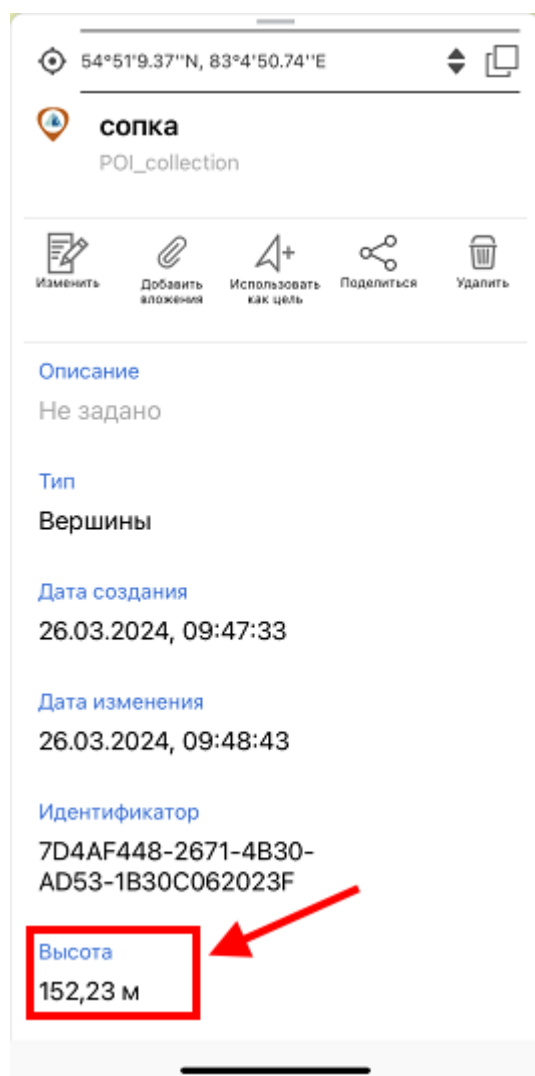 54°51'9.37''N, 83°4'50.74''E
сопка
POI_collection
Изменить
Добавить вложения
Использовать как цель
Поделиться
Удалить
Описание
Не задано
Тип
Вершины
Дата создания
26.03.2024, 09:47:33
Дата изменения
26.03.2024, 09:48:43
Идентификатор
7D4AF448-2671-4B30-
AD53-1B30C062023F
Высота
152,23 м